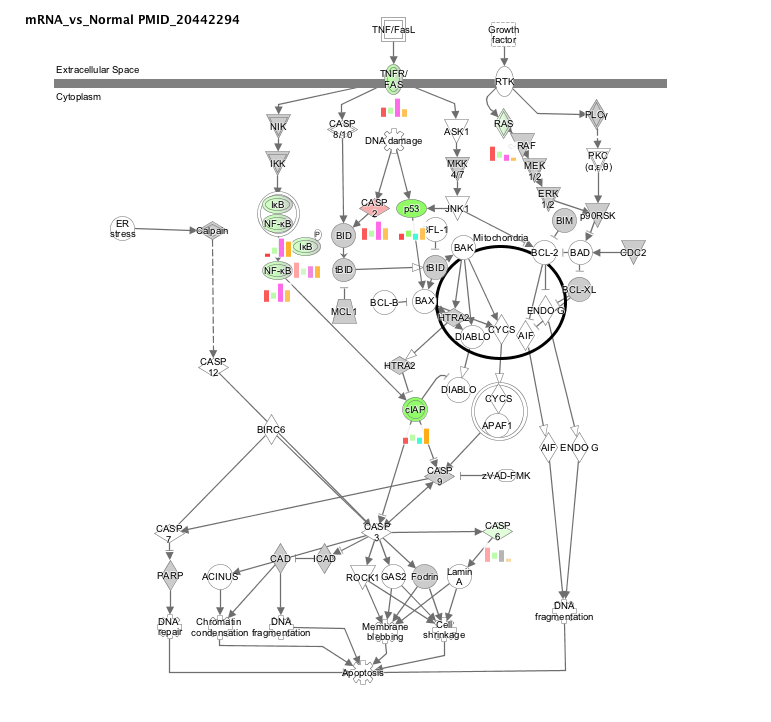 mRNA_vs_Normal PMID_20442294
TNF/FasL
Growth
factor
Extracellular Space
Cytoplasm
TNFR/
FAS
RTK
NIK
CASP
8/10
DNA damage
ASK1
RAS
PLCγ
RAF
IKK
MKK
4/7
MEK
1/2
PKC
(α,ε,θ)
IκB
NF-κB
CASP
2
p53
JNK1
ERK
1/2
BIM
p90RSK
ER
stress
Calpain
P
IκB
BID
BFL-1
BAK
Mitochondria
BCL-2
BAD
CDC2
NF-κB
tBID
tBID
MCL1
BCL-B
BAX
BCL-XL
ENDO G
HTRA2
DIABLO
CYCS
AIF
CASP
12
HTRA2
DIABLO
CYCS
APAF1
cIAP
BIRC6
AIF
ENDO G
CASP
9
zVAD-FMK
CASP
7
CASP
3
CASP
6
CAD
ICAD
PARP
ACINUS
ROCK1
GAS2
Fodrin
Lamin
A
DNA
repair
Chromatin
condensation
DNA
fragmentation
Membrane
blebbing
Cell
shrinkage
DNA
fragmentation
Apoptosis